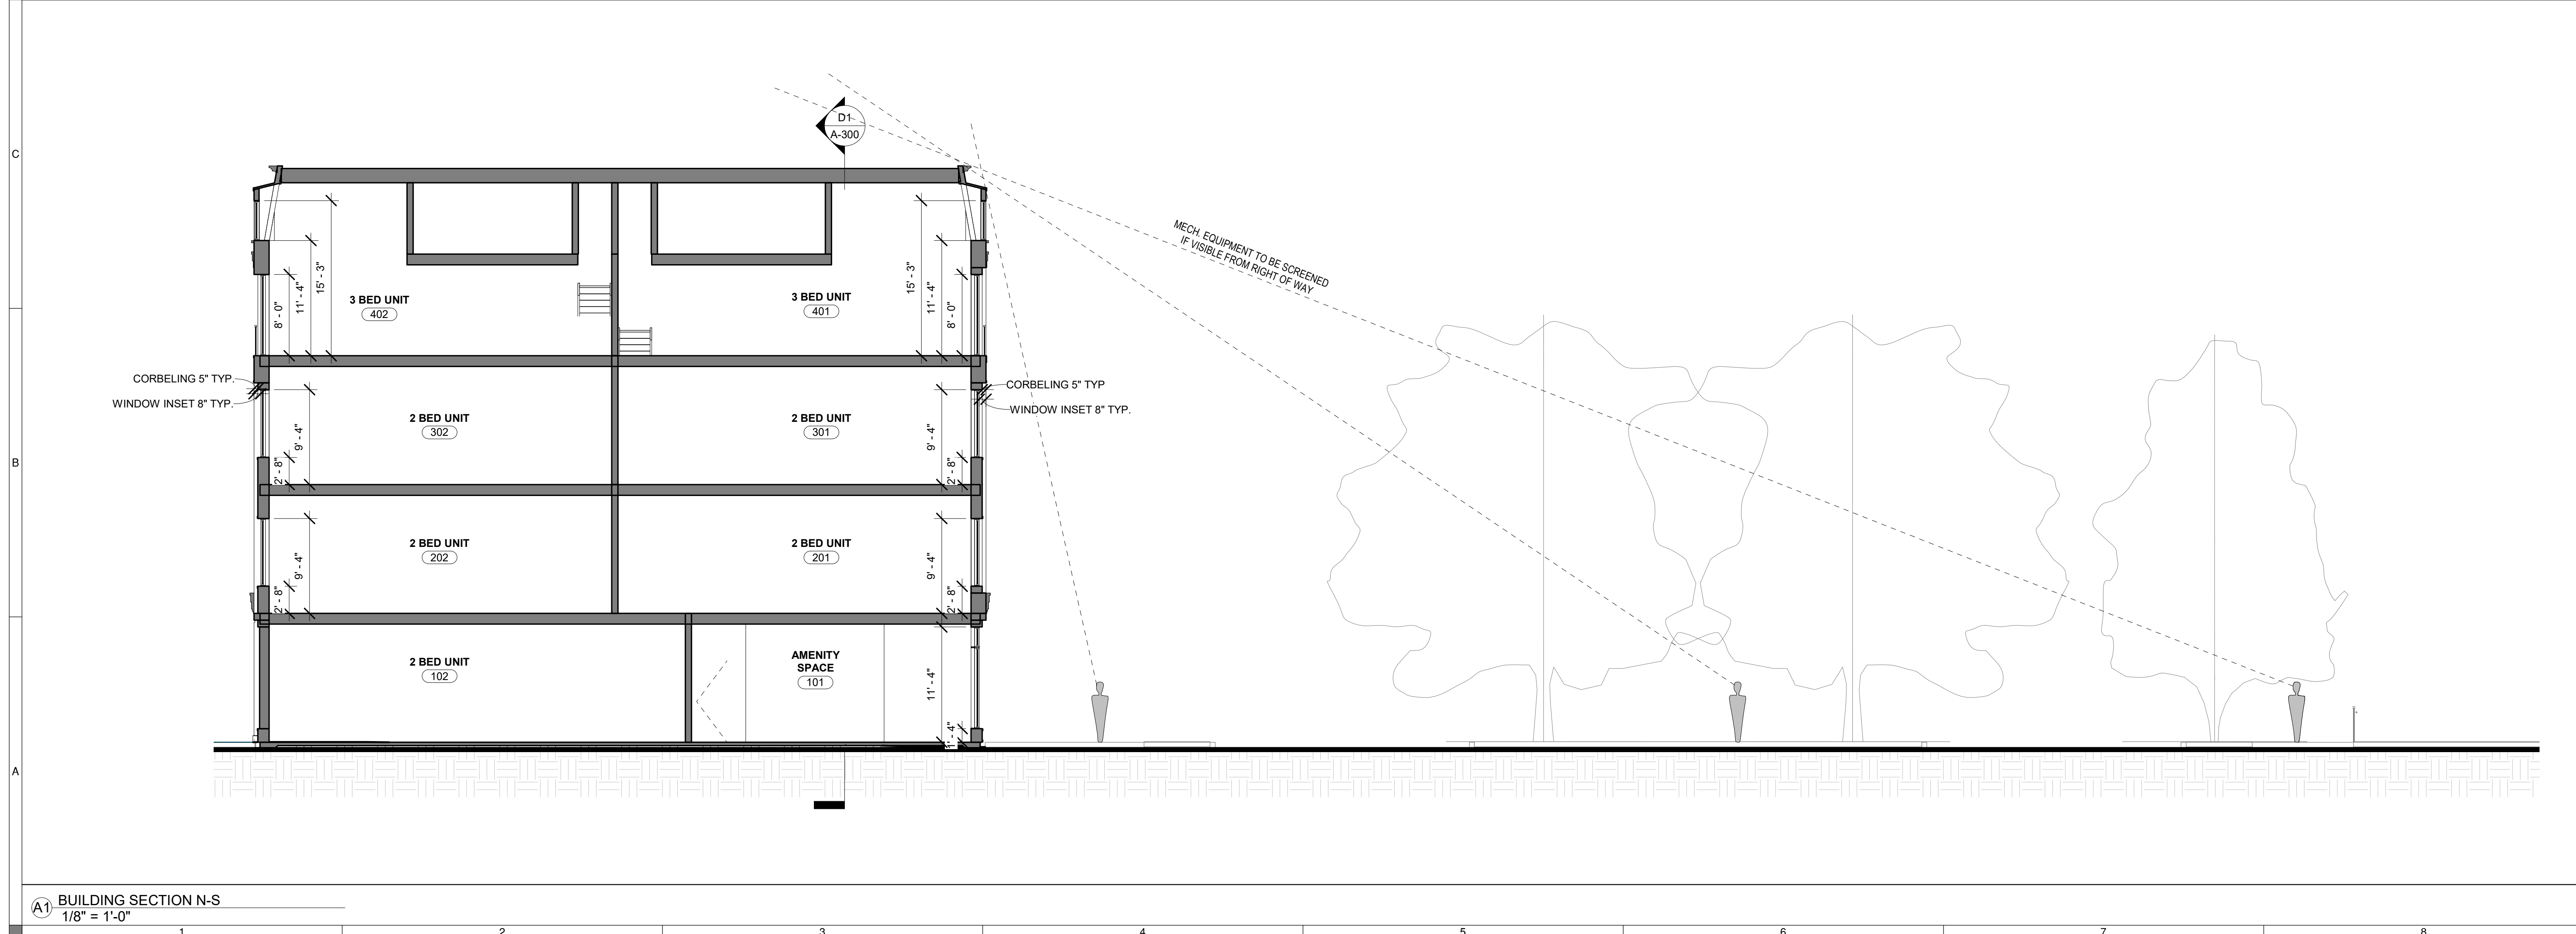 C
B
A
D1
A-300
MECH. EQUIPMENT TO BE SCREENED
IF VISIBLE FROM RIGHT OF WAY
15' - 3"
11' - 4"
8' - 0"
3 BED UNIT
402
3 BED UNIT
401
15' - 3"
11' - 4"
8' - 0"
CORBELING 5" TYP.
WINDOW INSET 8" TYP.
CORBELING 5" TYP
WINDOW INSET 8" TYP.
2 BED UNIT
302
2 BED UNIT
301
9' - 4"
2' - 8"
9' - 4"
2' - 8"
2 BED UNIT
202
2 BED UNIT
201
9' - 4"
2' - 8"
9' - 4"
2' - 8"
2 BED UNIT
102
AMENITY
SPACE
101
11' - 4"
1' - 4"
A1
BUILDING SECTION N-S
1/8" = 1'-0"
1
2
3
4
5
6
7
8